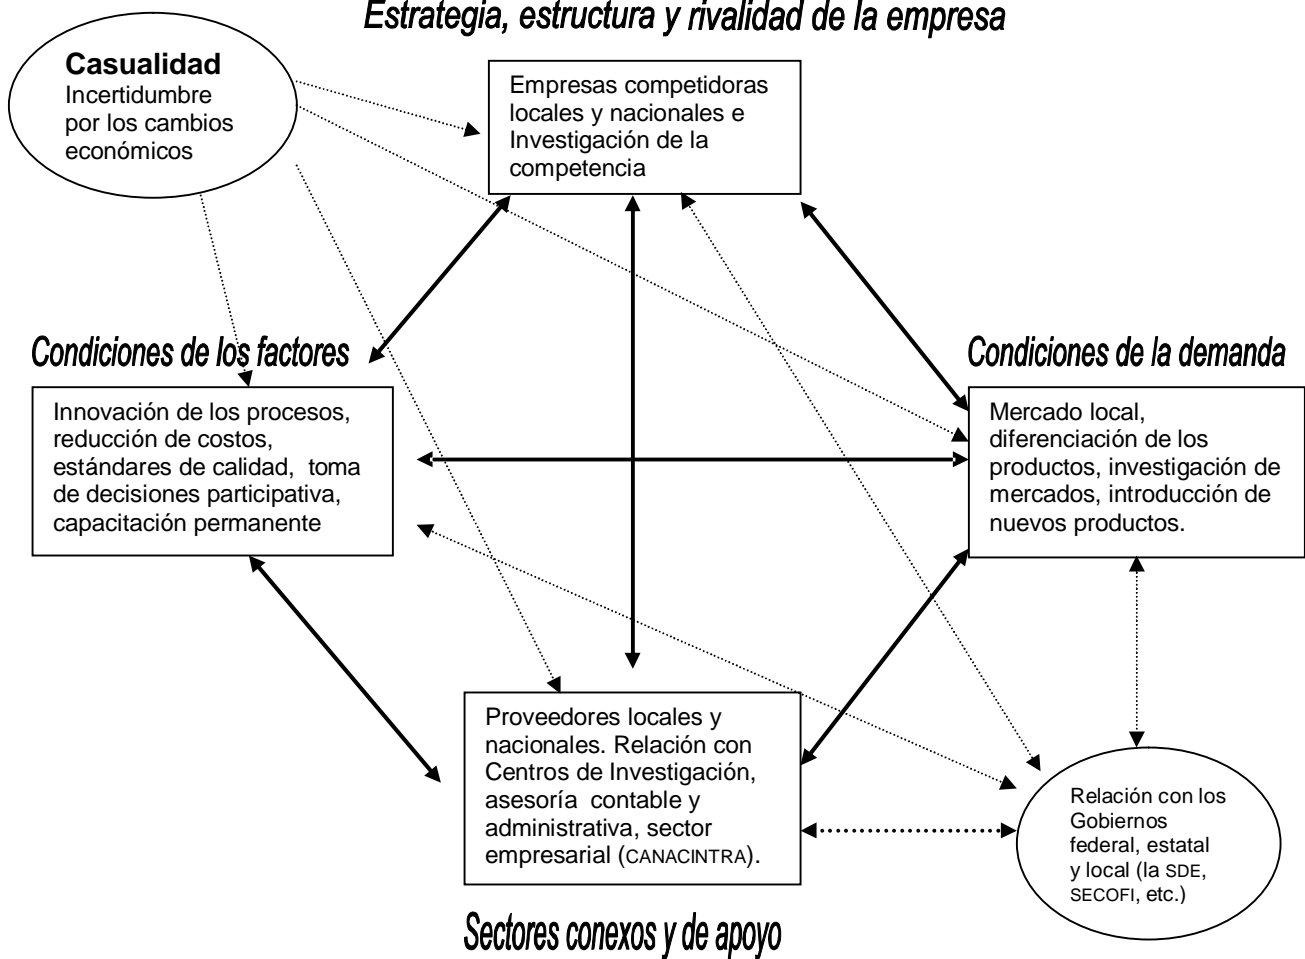 Estrategia, estructura y rivalidad de la empresa
Casualidad
Incertidumbre
por los cambios
económicos
Empresas competidoras
locales y nacionales e
Investigación de la
competencia
Condiciones de los factores
Innovación de los procesos,
reducción de costos,
estándares de calidad, toma
de decisiones participativa,
capacitación permanente
Condiciones de la demanda
Mercado local,
diferenciación de los
productos, investigación de
mercados, introducción de
nuevos productos.
Proveedores locales y
nacionales. Relación con
Centros de Investigación,
asesoría contable y
administrativa, sector
empresarial (CANACINTRA).
Relación con los
Gobiernos
federal, estatal
y local (la SDE,
SECOFI, etc.)
Sectores conexos y de apoyo